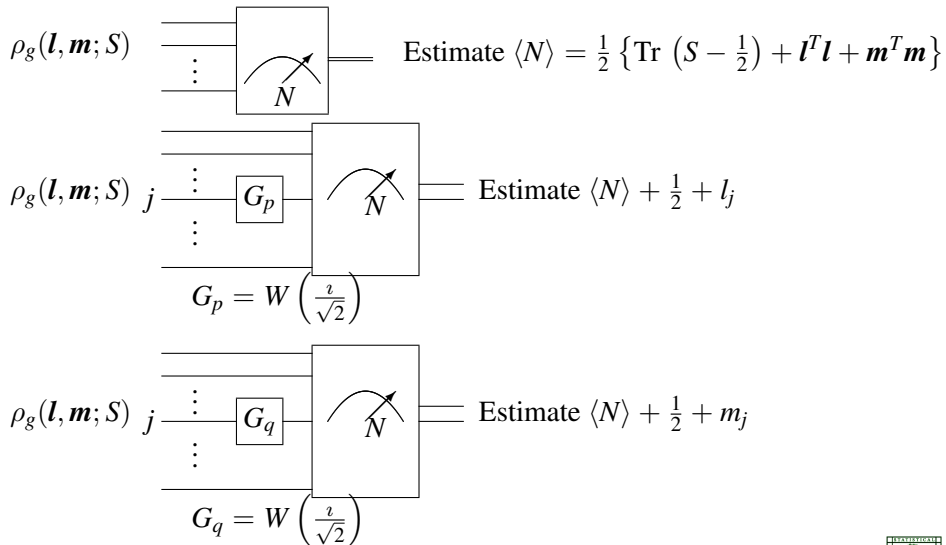 ρ_g(l, m; S) N Estimate ⟨N⟩ = 1/2 {Tr (S − 1/2) + l^T l + m^T m}
ρ_g(l, m; S) j G_p N Estimate ⟨N⟩ + 1/2 + l_j
G_p = W (ı/√2)
ρ_g(l, m; S) j G_q N Estimate ⟨N⟩ + 1/2 + m_j
G_q = W (ı/√2)
STATISTICAL